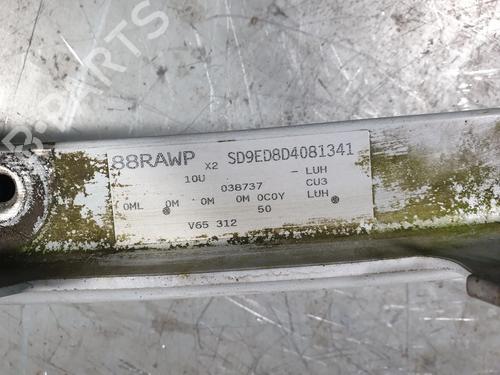 88RAWP X2 SD9ED8D4081341
10U - LUH
038737 CU3
0ML 0M 0M 0M 0C0Y LUH
50
V65 312